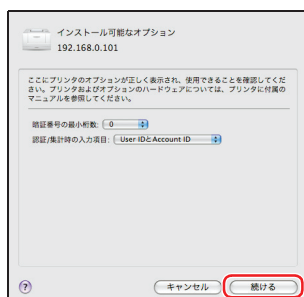 インストール可能なオプション
192.168.0.101
ここにプリンタのオプションが正しく表示され、使用できることを確認してくだ
さい。プリンタおよびオプションのハードウェアについては、プリンタに付属の
マニュアルを参照してください。
暗証番号の最小桁数: 0
認証/集計時の入力項目: User IDとAccount ID
? キャンセル 続ける